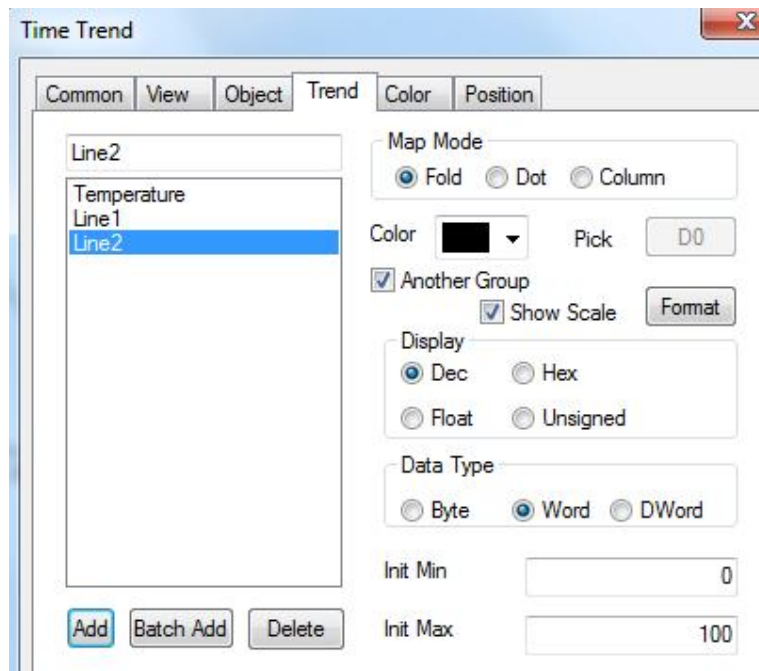 Time Trend
Common View Object Trend Color Position
Line2
Temperature
Line1
Line2
Add Batch Add Delete
Map Mode
Fold Dot Column
Color Pick D0
Another Group
Show Scale Format
Display
Dec Hex
Float Unsigned
Data Type
Byte Word DWord
Init Min 0
Init Max 100